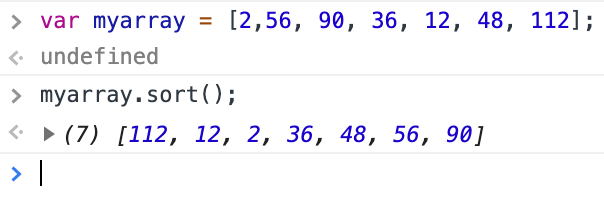 > var myarray = [2,56, 90, 36, 12, 48, 112];
undefined
> myarray.sort();
(7) [112, 12, 2, 36, 48, 56, 90]
>